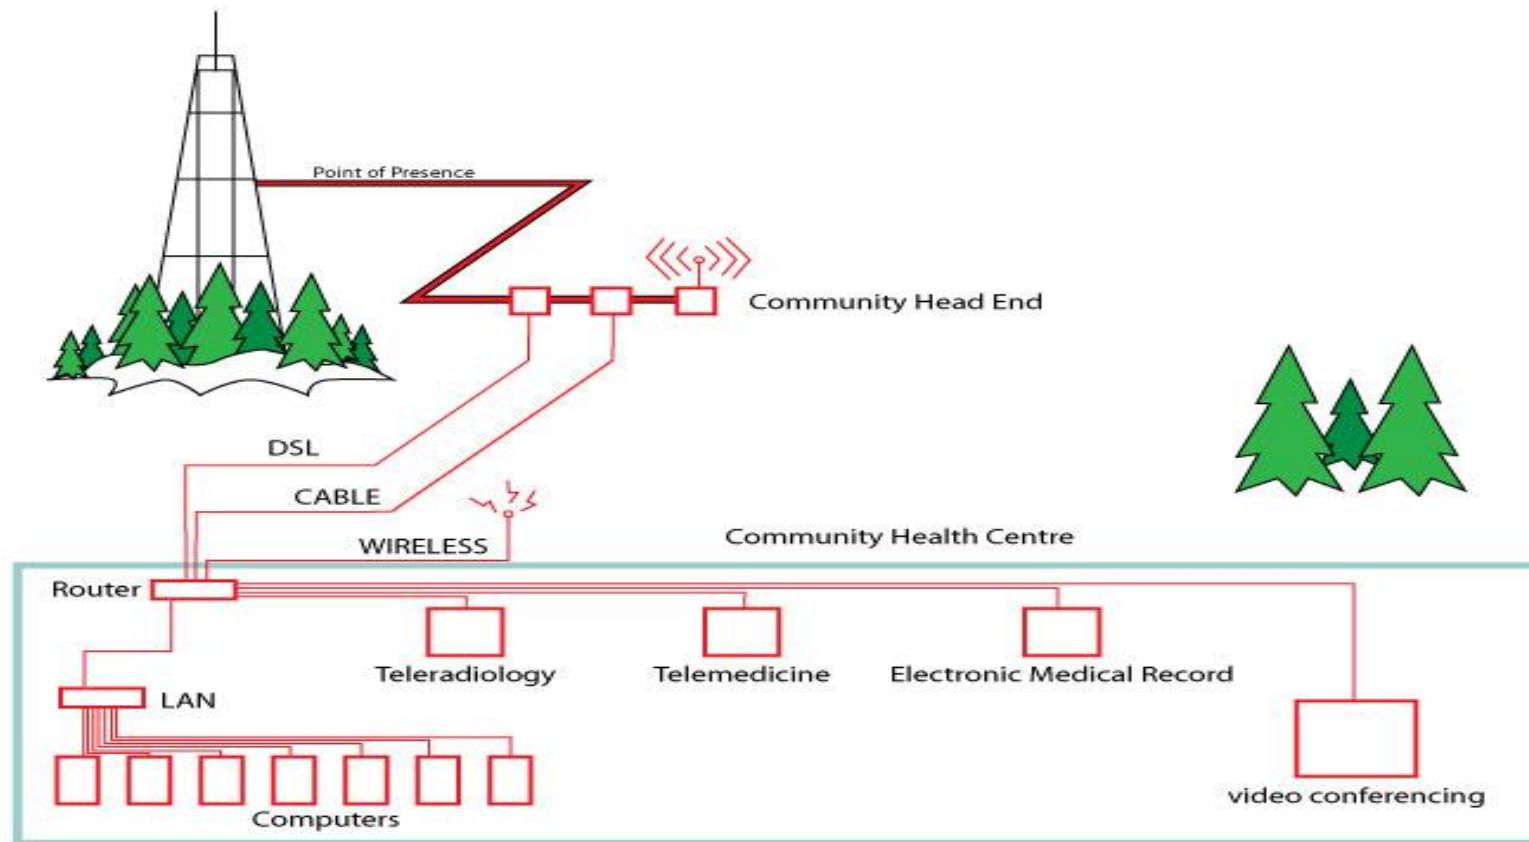 Point of Presence
Community Head End
DSL
CABLE
WIRELESS
Community Health Centre
Router
Teleradiology
Telemedicine
Electronic Medical Record
LAN
video conferencing
Computers